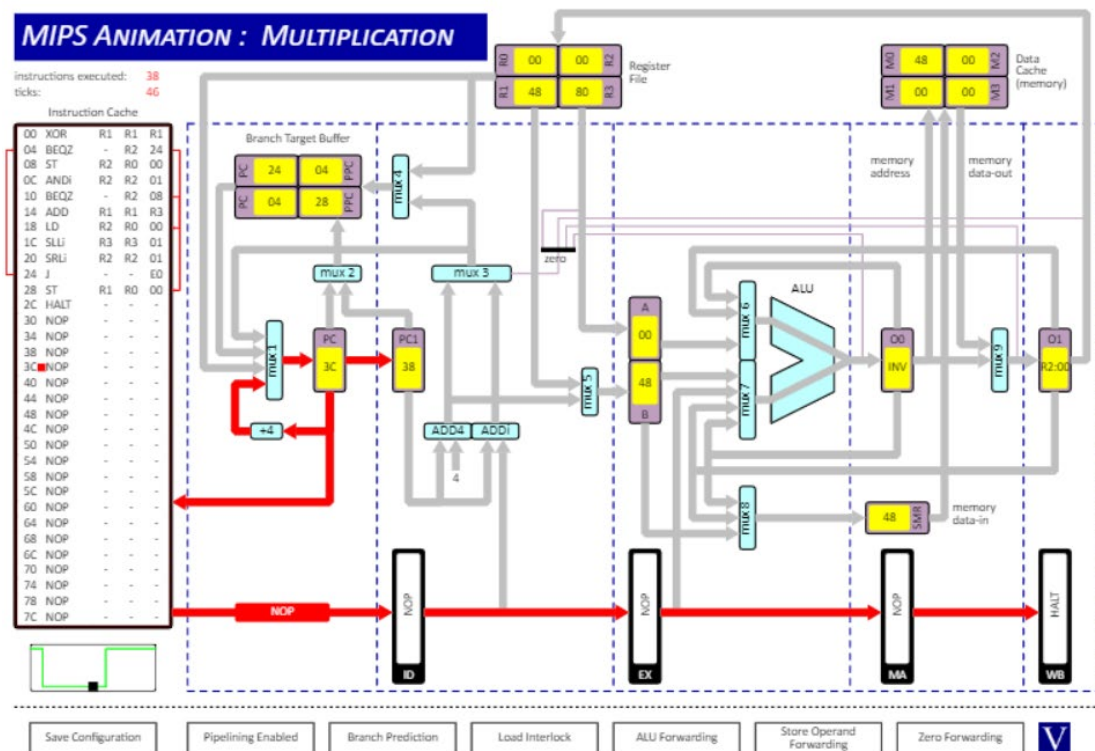 MIPS ANIMATION : MULTIPLICATION
instructions executed: 38
ticks: 46
Instruction Cache
00 XOR R1 R1 R1
04 BEQZ - R2 24
08 ST R2 R0 00
0C ANDi R2 R2 01
10 BEQZ - R2 08
14 ADD R1 R1 R3
18 LD R2 R0 00
1C SLLi R3 R3 01
20 SRLi R2 R2 01
24 J - - E0
28 ST R1 R0 00
2C HALT - - -
30 NOP - - -
34 NOP - - -
38 NOP - - -
3C NOP - - -
40 NOP - - -
44 NOP - - -
48 NOP - - -
4C NOP - - -
50 NOP - - -
54 NOP - - -
58 NOP - - -
5C NOP - - -
60 NOP - - -
64 NOP - - -
68 NOP - - -
6C NOP - - -
70 NOP - - -
74 NOP - - -
78 NOP - - -
7C NOP - - -
R0 00 00 R2
R1 48 80 R3
Register
File
M0 48 00 M2
M1 00 00 M3
Data
Cache
(memory)
Branch Target Buffer
PC 24 04 PPC
PC 04 28 PPC
mux 4
memory
address
memory
data-out
zero
mux 2
mux 3
mux 1
PC
3C
PC1
38
+4
ADD4
ADDi
4
mux 5
A
00
48
B
mux 6
mux 7
ALU
mux 8
O0
INV
mux 9
O1
R2:00
48 SMR
memory
data-in
NOP
NOP
ID
NOP
EX
NOP
MA
HALT
WB
Save Configuration
Pipelining Enabled
Branch Prediction
Load Interlock
ALU Forwarding
Store Operand
Forwarding
Zero Forwarding
V